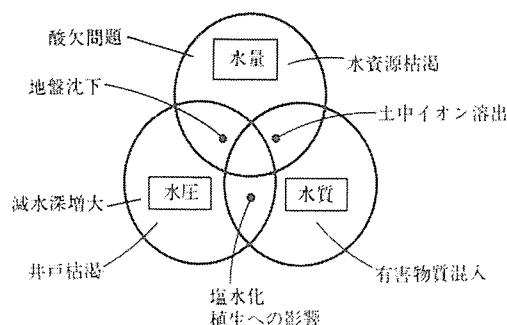 酸欠問題
水量
水資源枯渇
地盤沈下
土中イオン溶出
水圧
水質
減水深増大
井戸枯渇
有害物質混入
塩水化
植生への影響